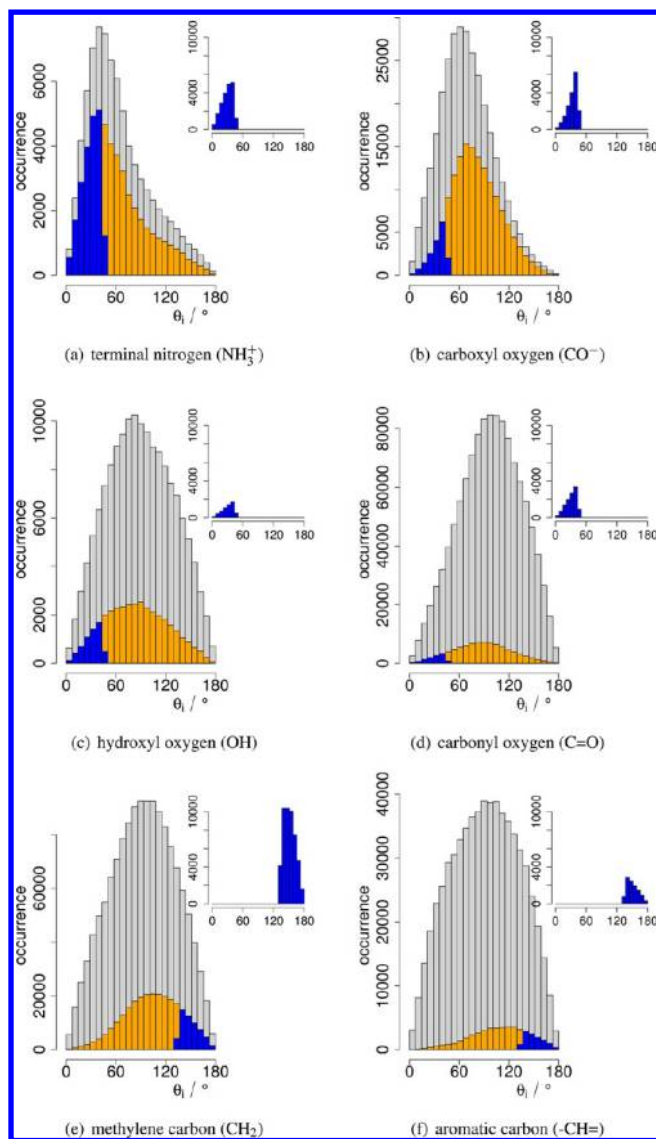 occurrence
0 2000 4000 6000
0 60 120 180
θi / °
0 4000 10000
0 60 120 180
(a) terminal nitrogen (NH3+)
occurrence
0 5000 15000 25000
0 60 120 180
θi / °
0 4000 10000
0 60 120 180
(b) carboxyl oxygen (CO−)
occurrence
0 2000 6000 10000
0 60 120 180
θi / °
0 4000 10000
0 60 120 180
(c) hydroxyl oxygen (OH)
occurrence
0 20000 40000 60000 80000
0 60 120 180
θi / °
0 4000 10000
0 60 120 180
(d) carbonyl oxygen (C=O)
occurrence
0 20000 60000
0 60 120 180
θi / °
0 4000 10000
0 60 120 180
(e) methylene carbon (CH2)
occurrence
0 10000 20000 30000 40000
0 60 120 180
θi / °
0 4000 10000
0 60 120 180
(f) aromatic carbon (-CH=)